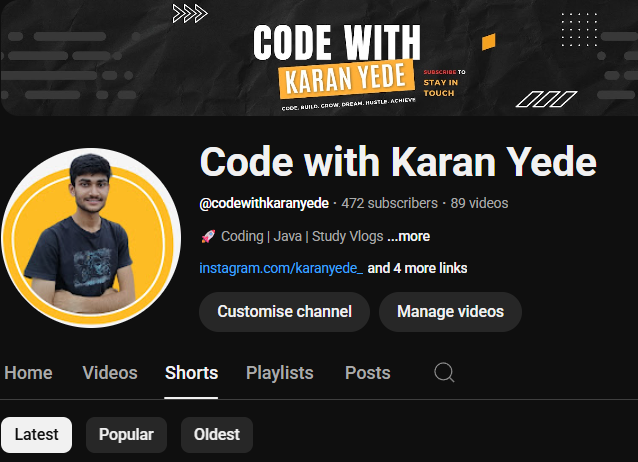 CODE WITH
KARAN YEDE
SUBSCRIBE TO
STAY IN
TOUCH
CODE. BUILD. GROW. DREAM. HUSTLE. ACHIEVE
Code with Karan Yede
@codewithkaranyede · 472 subscribers · 89 videos
🚀 Coding | Java | Study Vlogs ...more
instagram.com/karanyede_ and 4 more links
Customise channel Manage videos
Home Videos Shorts Playlists Posts
Latest Popular Oldest